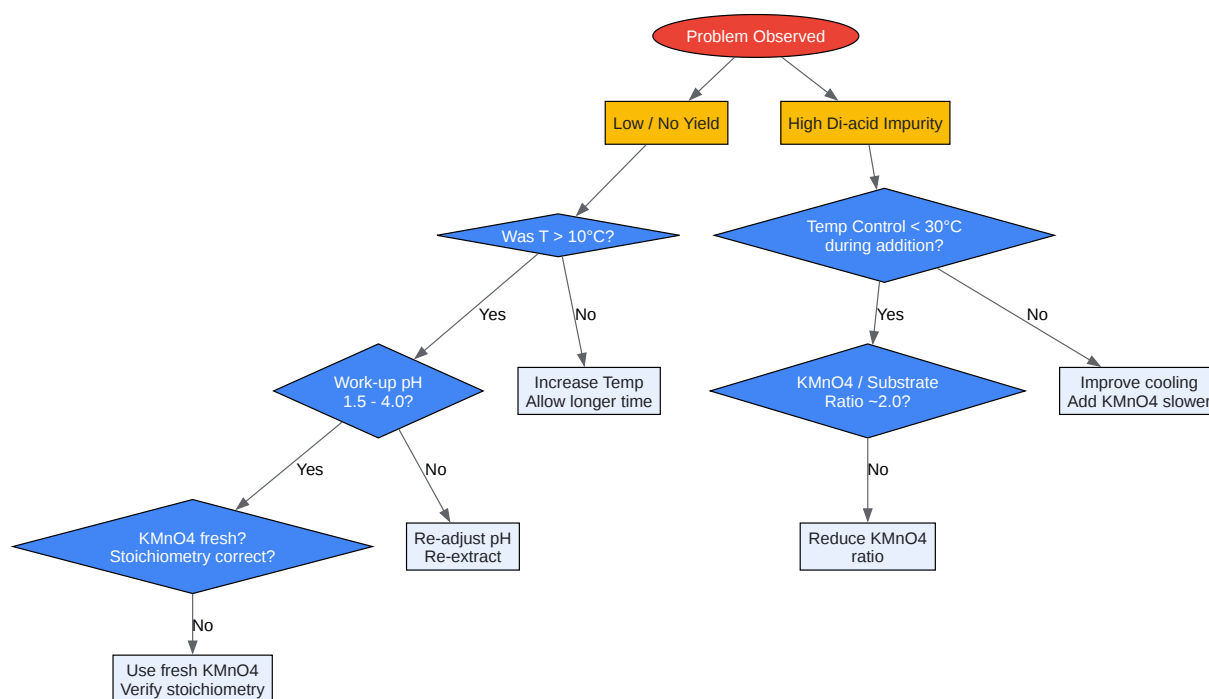 Problem Observed
Low / No Yield
High Di-acid Impurity
Was T > 10°C?
Temp Control < 30°C
during addition?
Yes
No
Yes
No
Work-up pH
1.5 - 4.0?
Increase Temp
Allow longer time
KMnO4 / Substrate
Ratio ~2.0?
Improve cooling
Add KMnO4 slower
Yes
No
No
KMnO4 fresh?
Stoichiometry correct?
Re-adjust pH
Re-extract
Reduce KMnO4
ratio
No
Use fresh KMnO4
Verify stoichiometry